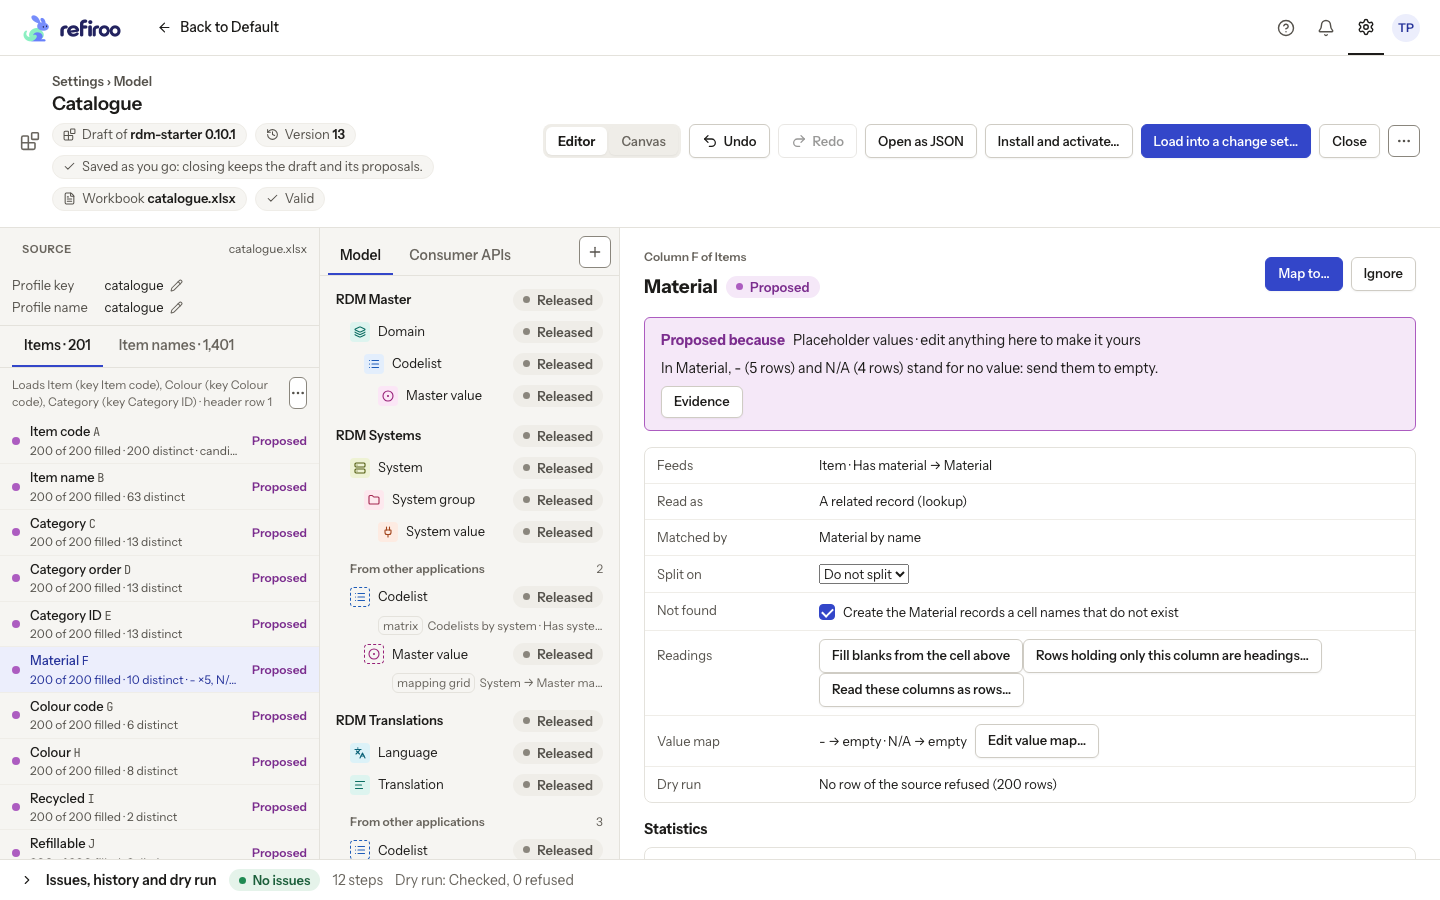 refiroo
Back to Default
TP
Settings › Model
Catalogue
Draft of rdm-starter 0.10.1
Version 13
Saved as you go: closing keeps the draft and its proposals.
Workbook catalogue.xlsx
Valid
Editor
Canvas
Undo
Redo
Open as JSON
Install and activate...
Load into a change set...
Close
SOURCE
catalogue.xlsx
Profile key catalogue
Profile name catalogue
Items · 201
Item names · 1,401
Loads Item (key Item code), Colour (key Colour
code), Category (key Category ID) · header row 1
Item code A
200 of 200 filled · 200 distinct · candi...
Proposed
Item name B
200 of 200 filled · 63 distinct
Proposed
Category C
200 of 200 filled · 13 distinct
Proposed
Category order D
200 of 200 filled · 13 distinct
Proposed
Category ID E
200 of 200 filled · 13 distinct
Proposed
Material F
200 of 200 filled · 10 distinct · - ×5, N/...
Proposed
Colour code G
200 of 200 filled · 6 distinct
Proposed
Colour H
200 of 200 filled · 8 distinct
Proposed
Recycled I
200 of 200 filled · 2 distinct
Proposed
Refillable J
Proposed
Model
Consumer APIs
RDM Master Released
Domain Released
Codelist Released
Master value Released
RDM Systems Released
System Released
System group Released
System value Released
From other applications 2
Codelist Released
matrix Codelists by system · Has syste...
Master value Released
mapping grid System → Master ma...
RDM Translations Released
Language Released
Translation Released
From other applications 3
Codelist Released
Column F of Items
Material Proposed
Map to...
Ignore
Proposed because Placeholder values · edit anything here to make it yours
In Material, - (5 rows) and N/A (4 rows) stand for no value: send them to empty.
Evidence
Feeds Item · Has material → Material
Read as A related record (lookup)
Matched by Material by name
Split on Do not split
Not found Create the Material records a cell names that do not exist
Readings Fill blanks from the cell above Rows holding only this column are headings...
Read these columns as rows...
Value map - → empty · N/A → empty Edit value map...
Dry run No row of the source refused (200 rows)
Statistics
Issues, history and dry run No issues 12 steps Dry run: Checked, 0 refused